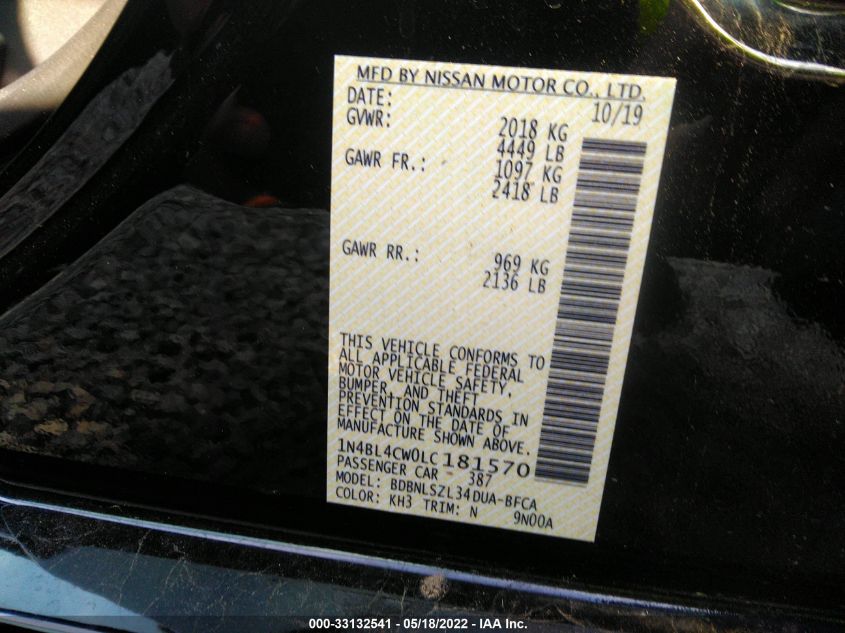 MFD BY NISSAN MOTOR CO., LTD.
DATE: 10/19
GVWR: 2018 KG
4449 LB
GAWR FR.: 1097 KG
2418 LB
GAWR RR.: 969 KG
2136 LB
THIS VEHICLE CONFORMS TO
ALL APPLICABLE FEDERAL
MOTOR VEHICLE SAFETY,
BUMPER, AND THEFT
PREVENTION STANDARDS IN
EFFECT ON THE DATE OF
MANUFACTURE SHOWN ABOVE.
1N4BL4CW0LC181570
PASSENGER CAR - 387
MODEL: BDBNLSZL34DUA-BFCA
COLOR: KH3 TRIM: N 9N00A
000-33132541 - 05/18/2022 - IAA Inc.